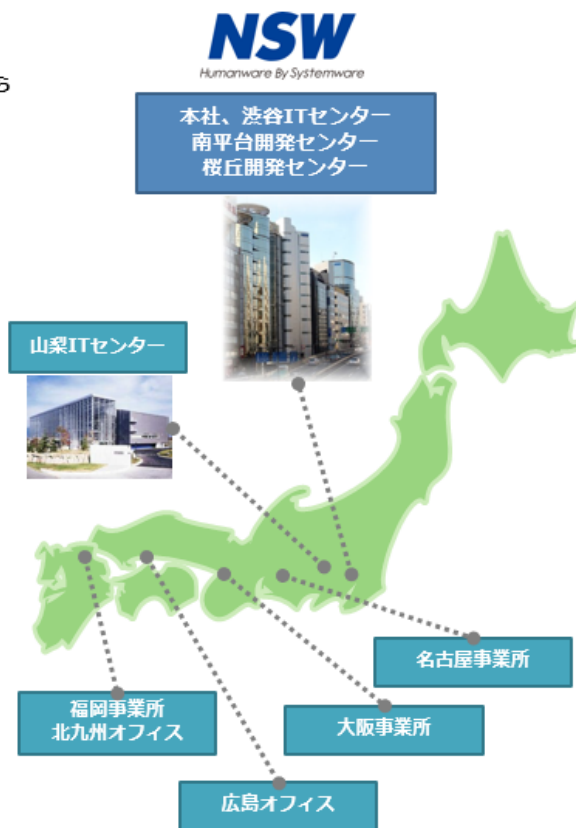 NSW
Humanware By Systemware
ら
本社、渋谷ITセンター
南平台開発センター
桜丘開発センター
山梨ITセンター
名古屋事業所
福岡事業所
北九州オフィス
大阪事業所
広島オフィス